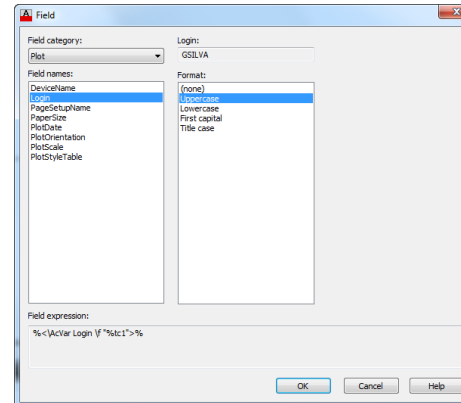 Field
Field category:
Plot
Login:
GSILVA
Field names:
DeviceName
Login
PageSetupName
PaperSize
PlotDate
PlotOrientation
PlotScale
PlotStyleTable
Format:
(none)
Uppercase
Lowercase
First capital
Title case
Field expression:
%<\AcVar Login \f "%tc1">%
OK
Cancel
Help